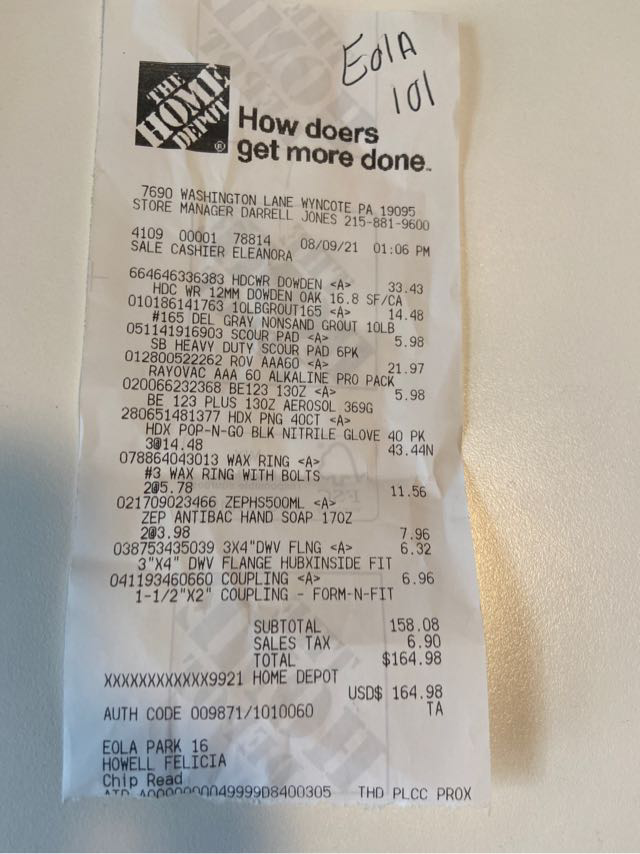 EOlA
101
THE
HOME
DEPOT
®
How doers
get more done.
7690 WASHINGTON LANE WYNCOTE PA 19095
STORE MANAGER DARRELL JONES 215-881-9600
4109 00001 78814 08/09/21 01:06 PM
SALE CASHIER ELEANORA
664646336383 HDCWR DOWDEN <A> 33.43
HDC WR 12MM DOWDEN OAK 16.8 SF/CA
010186141763 10LBGROUT165 <A> 14.48
#165 DEL GRAY NONSAND GROUT 10LB
051141916903 SCOUR PAD <A> 5.98
SB HEAVY DUTY SCOUR PAD 6PK
012800522262 ROV AAA60 <A> 21.97
RAYOVAC AAA 60 ALKALINE PRO PACK
020066232368 BE123 13OZ <A> 5.98
BE 123 PLUS 13OZ AEROSOL 369G
280651481377 HDX PNG 40CT <A>
HDX POP-N-GO BLK NITRILE GLOVE 40 PK
3@14.48 43.44N
078864043013 WAX RING <A>
#3 WAX RING WITH BOLTS
2@5.78 11.56
021709023466 ZEPHS500ML <A>
ZEP ANTIBAC HAND SOAP 17OZ
2@3.98 7.96
038753435039 3X4"DWV FLNG <A> 6.32
3"X4" DWV FLANGE HUBXINSIDE FIT
041193460660 COUPLING <A> 6.96
1-1/2"X2" COUPLING - FORM-N-FIT
SUBTOTAL 158.08
SALES TAX 6.90
TOTAL $164.98
XXXXXXXXXXXX9921 HOME DEPOT
USD$ 164.98
AUTH CODE 009871/1010060 TA
EOLA PARK 16
HOWELL FELICIA
Chip Read
THD PLCC PROX